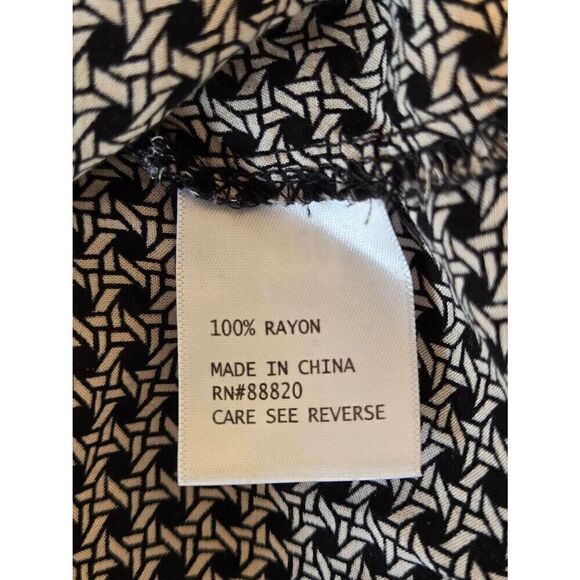 100% RAYON
MADE IN CHINA
RN#88820
CARE SEE REVERSE